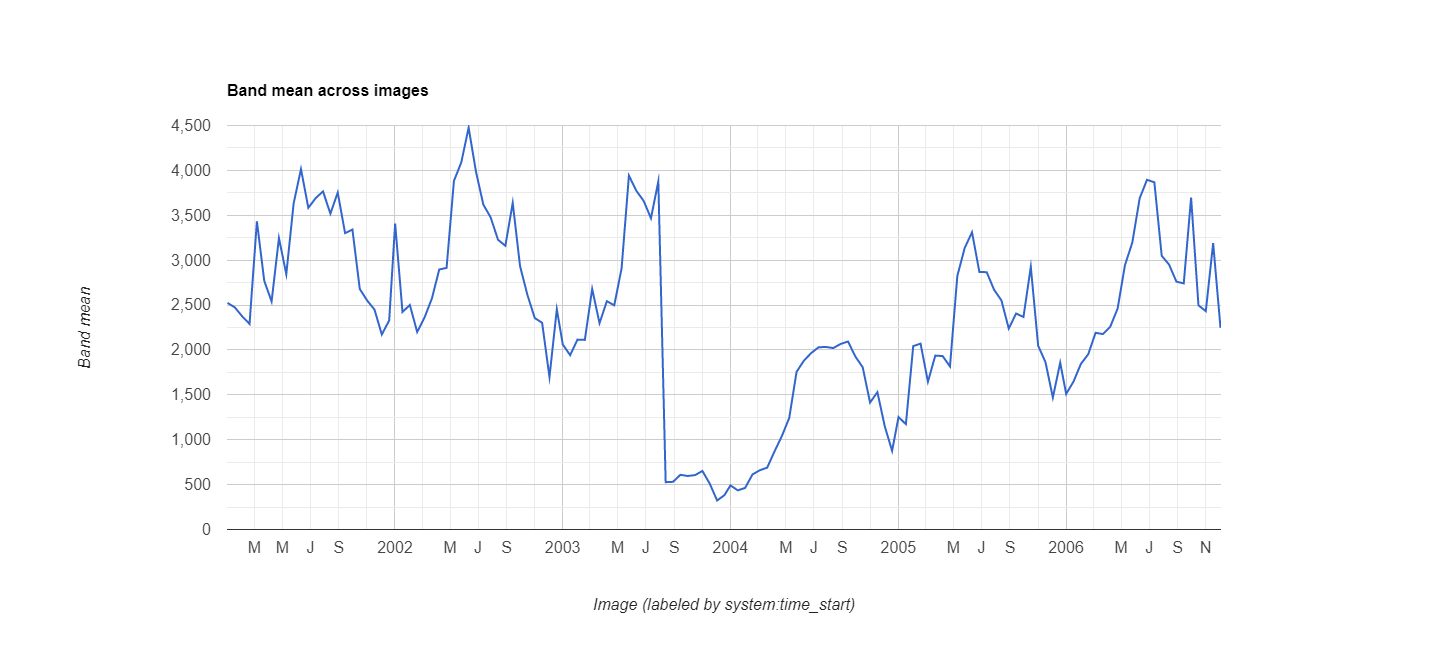 Band mean across images
4,500
4,000
3,500
3,000
2,500
2,000
1,500
1,000
500
0
Band mean
M M J S 2002 M J S 2003 M J S 2004 M J S 2005 M J S 2006 M J S N
Image (labeled by system:time_start)